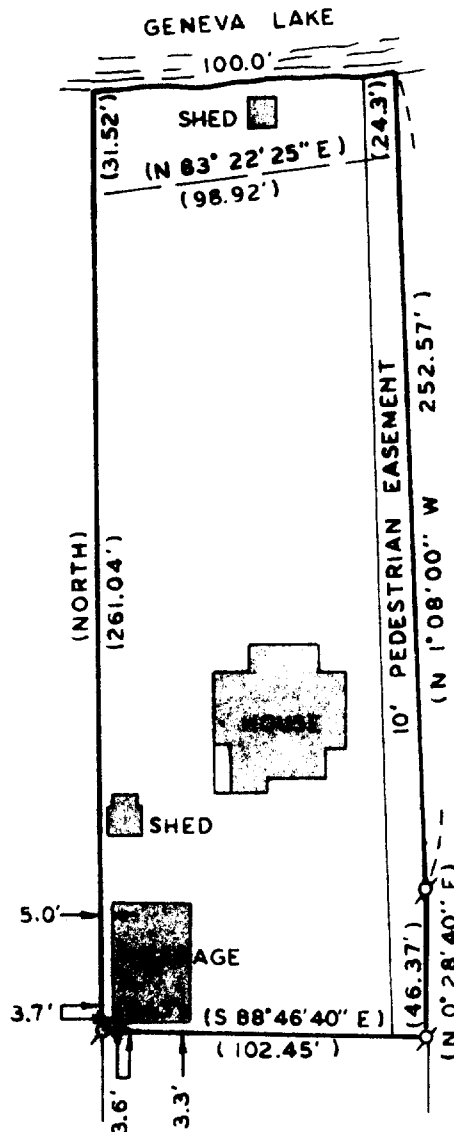 GENEVA LAKE
100.0'
(31.52')
SHED
(24.3')
(N 83° 22' 25" E)
(98.92')
10' PEDESTRIAN EASEMENT
252.57')
(N 1° 08' 00" W
(NORTH)
(261.04')
HOUSE
SHED
5.0'
AGE
3.7'
(S 88° 46' 40" E)
(102.45')
(46.37')
(N 0° 28' 40" E)
3.6'
3.3'